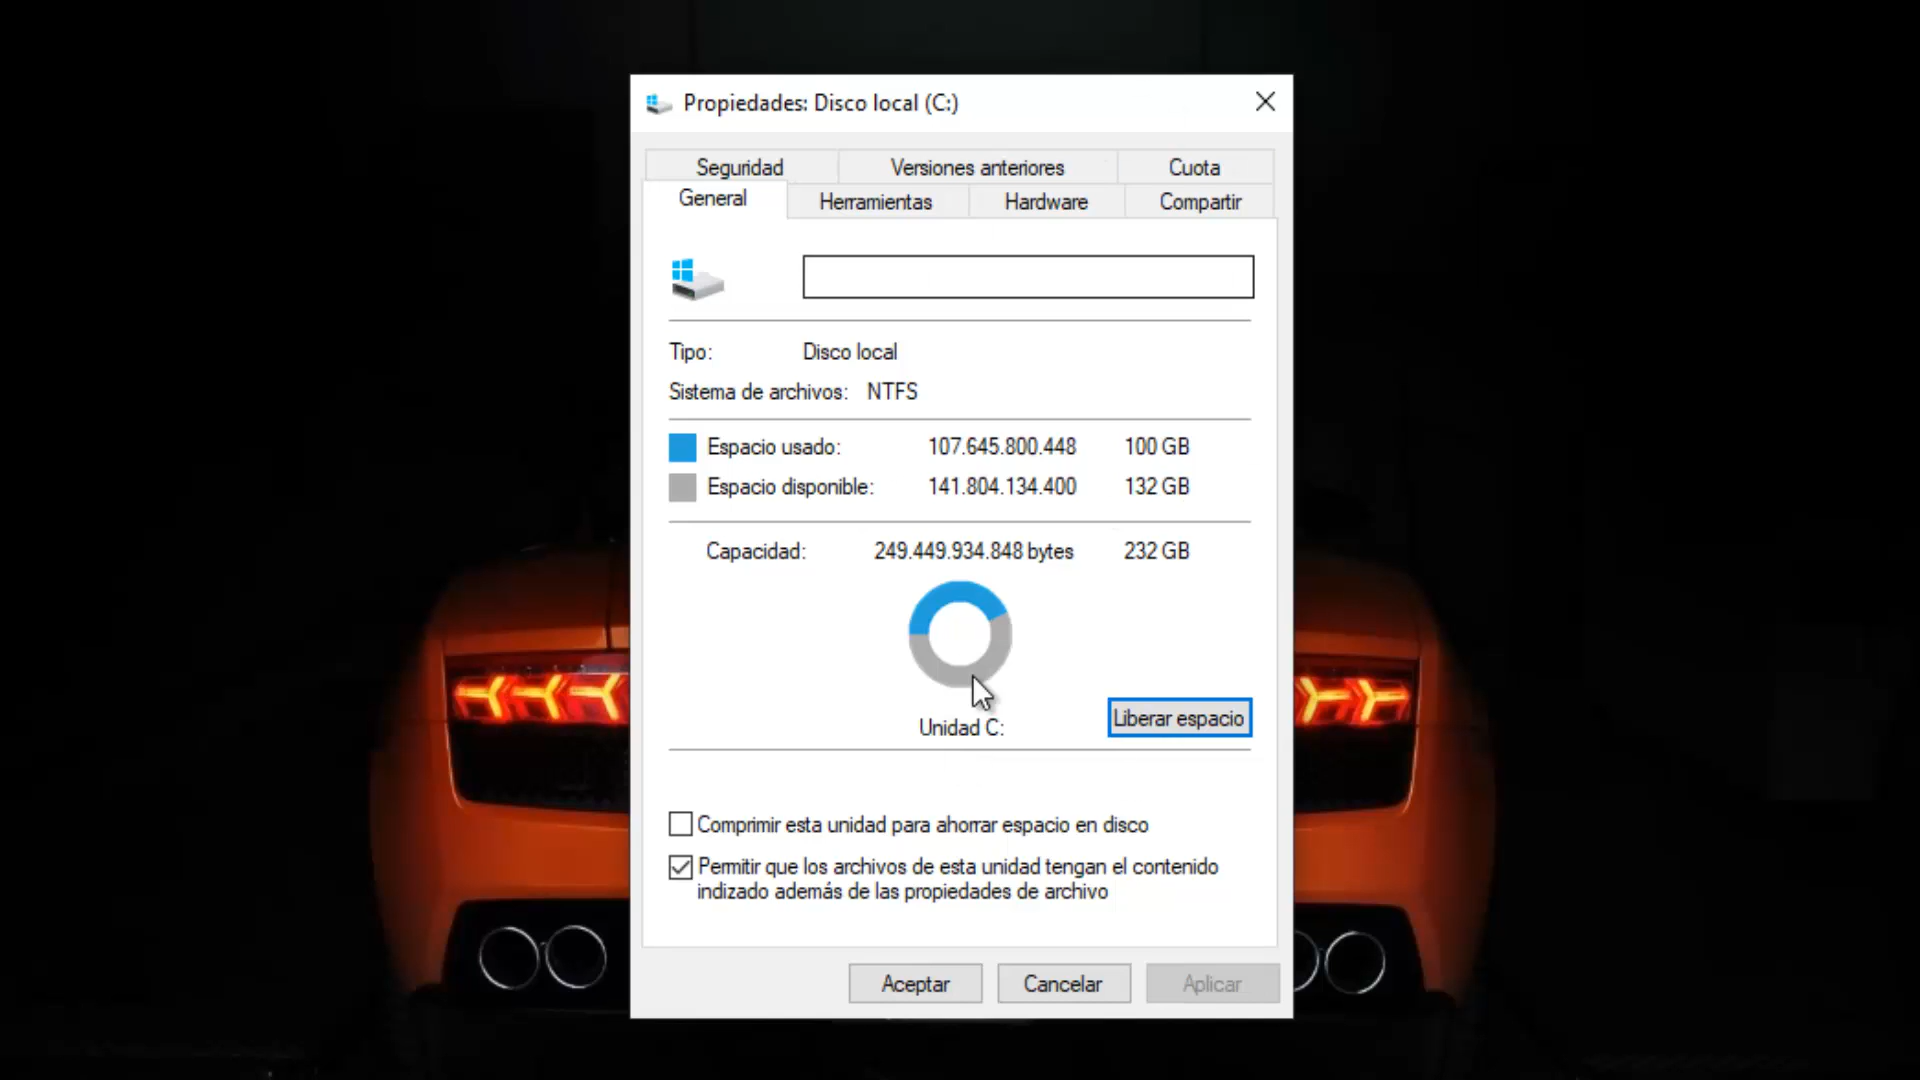 Propiedades: Disco local (C:)
Seguridad Versiones anteriores Cuota
General Herramientas Hardware Compartir
Tipo: Disco local
Sistema de archivos: NTFS
Espacio usado: 107.645.800.448 100 GB
Espacio disponible: 141.804.134.400 132 GB
Capacidad: 249.449.934.848 bytes 232 GB
Unidad C:
Liberar espacio
Comprimir esta unidad para ahorrar espacio en disco
Permitir que los archivos de esta unidad tengan el contenido
indizado además de las propiedades de archivo
Aceptar Cancelar Aplicar